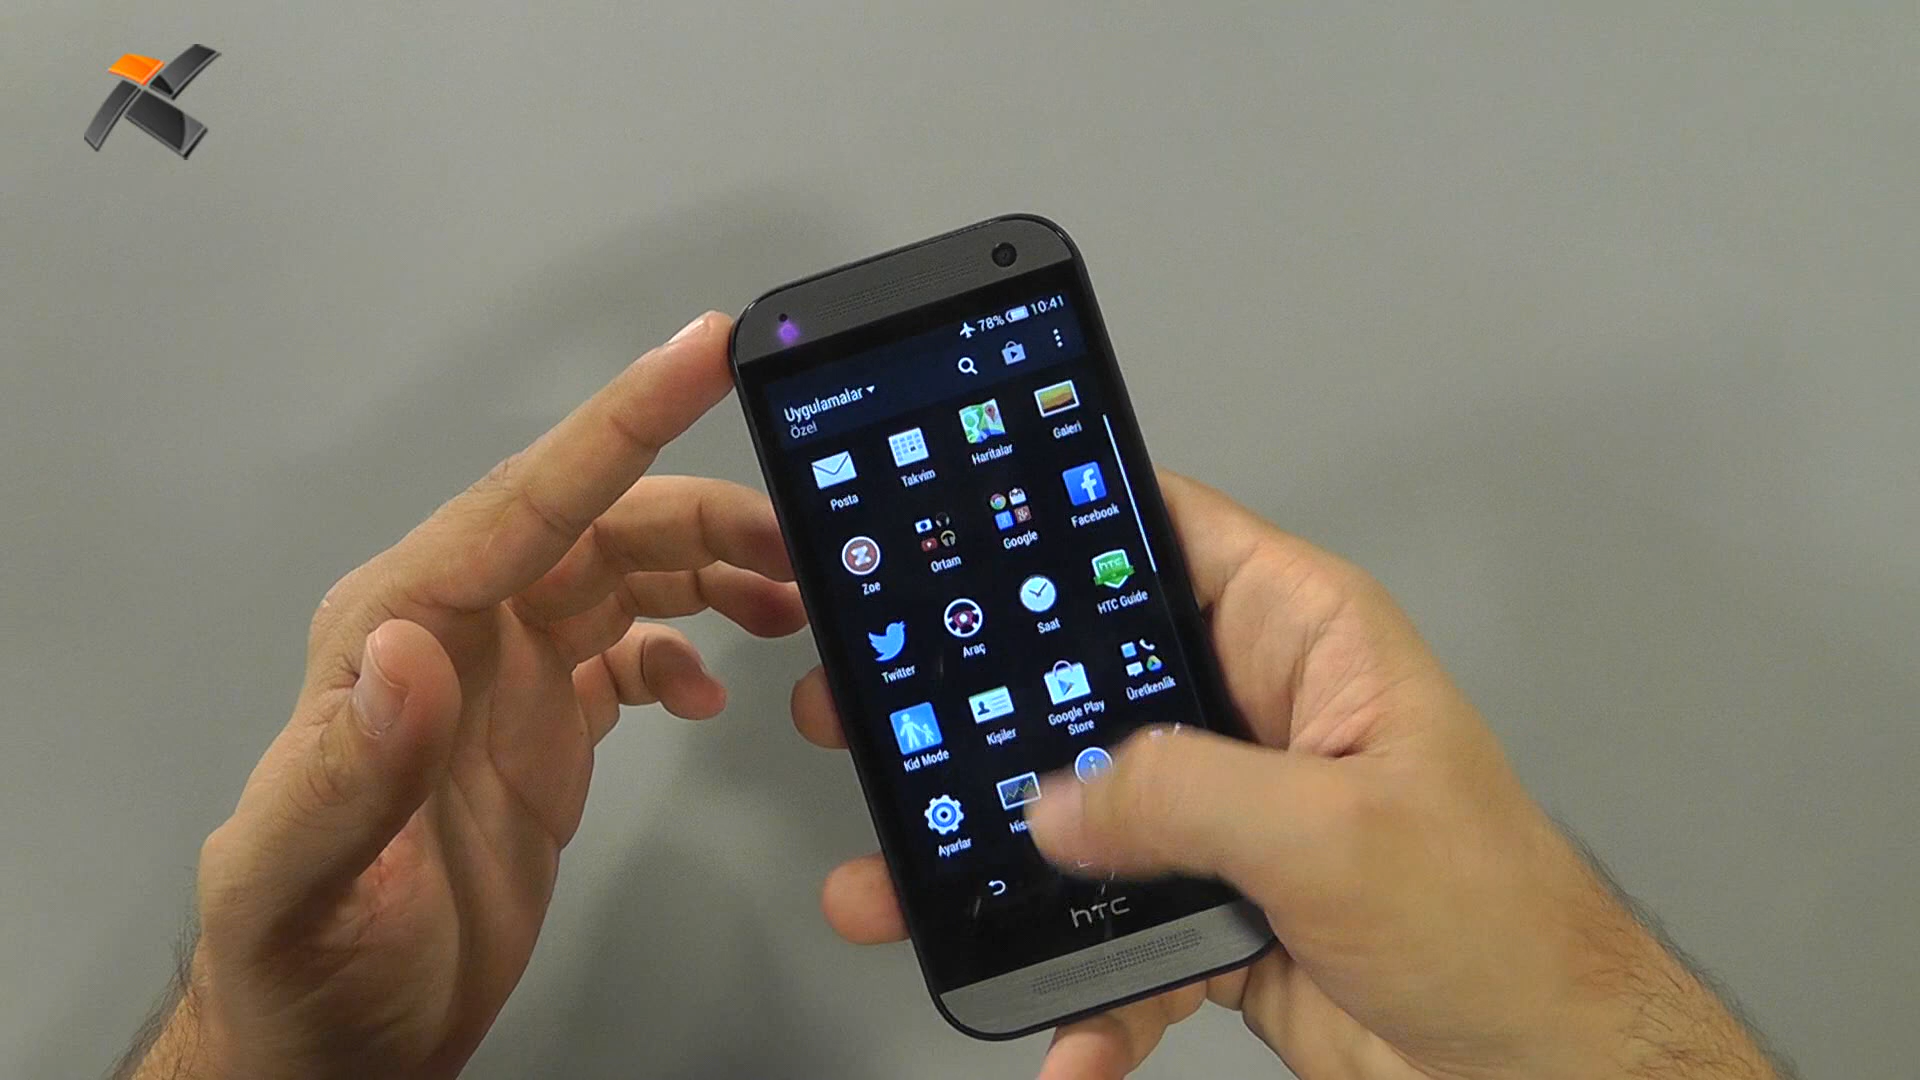 78% 10:41
Uygulamalar
Özel
Posta
Takvim
Haritalar
Galeri
Zoe
Ortam
Google
Facebook
Twitter
Araç
Saat
htc
HTC Guide
Kid Mode
Kişiler
Google Play
Store
Üretkenlik
Ayarlar
htc